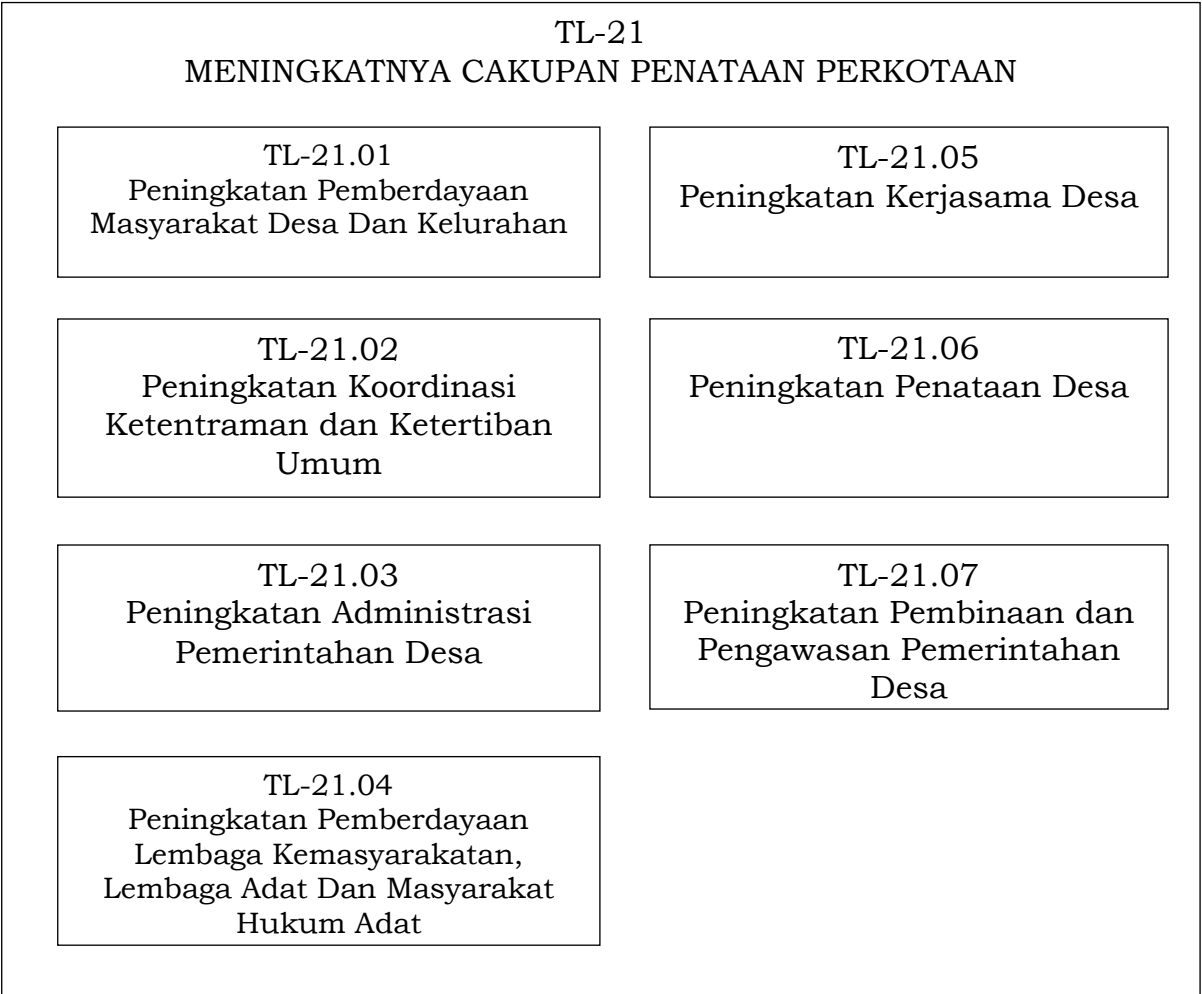 TL-21
MENINGKATNYA CAKUPAN PENATAAN PERKOTAAN
TL-21.01
Peningkatan Pemberdayaan
Masyarakat Desa Dan Kelurahan
TL-21.02
Peningkatan Koordinasi
Ketentraman dan Ketertiban
Umum
TL-21.03
Peningkatan Administrasi
Pemerintahan Desa
TL-21.04
Peningkatan Pemberdayaan
Lembaga Kemasyarakatan,
Lembaga Adat Dan Masyarakat
Hukum Adat
TL-21.05
Peningkatan Kerjasama Desa
TL-21.06
Peningkatan Penataan Desa
TL-21.07
Peningkatan Pembinaan dan
Pengawasan Pemerintahan
Desa